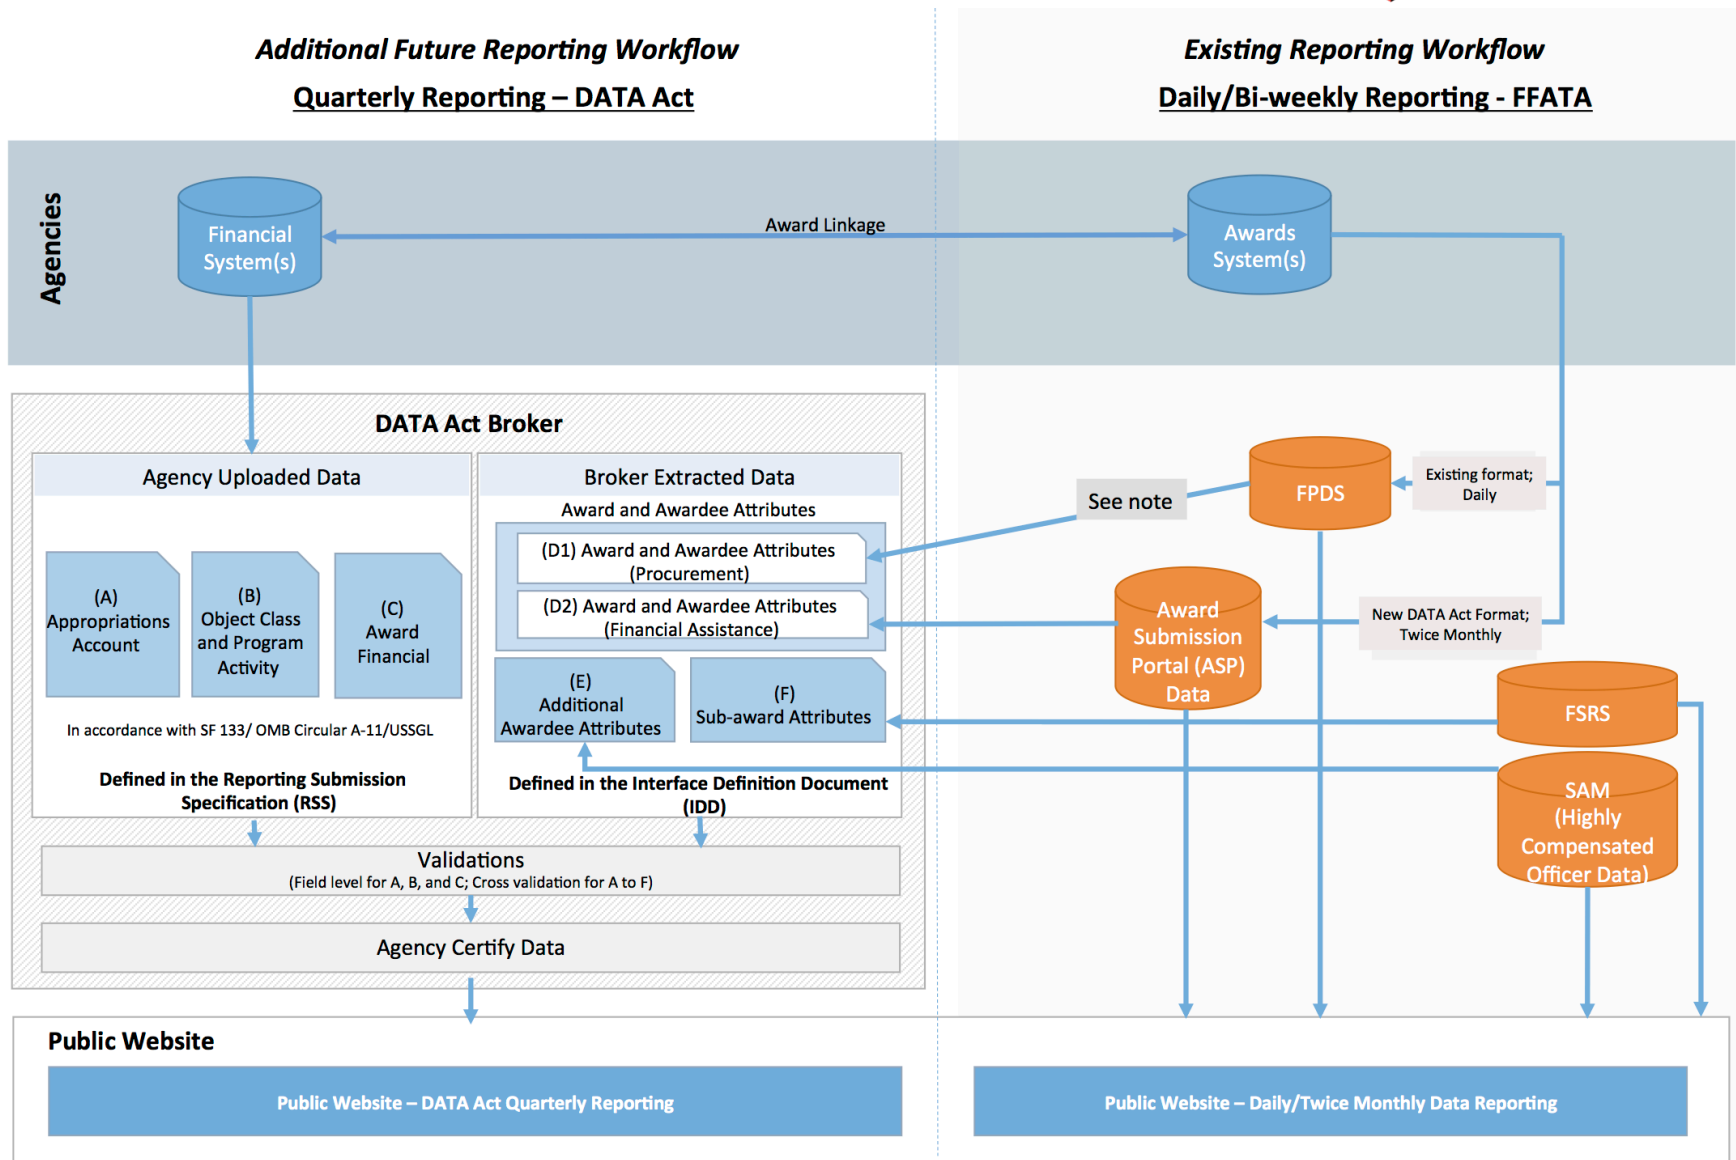 Additional Future Reporting Workflow
Quarterly Reporting – DATA Act
Existing Reporting Workflow
Daily/Bi-weekly Reporting - FFATA
Agencies
Financial
System(s)
Award Linkage
Awards
System(s)
DATA Act Broker
Agency Uploaded Data
(A)
Appropriations
Account
(B)
Object Class
and Program
Activity
(C)
Award
Financial
In accordance with SF 133/ OMB Circular A-11/USSGL
Defined in the Reporting Submission
Specification (RSS)
Broker Extracted Data
Award and Awardee Attributes
(D1) Award and Awardee Attributes
(Procurement)
(D2) Award and Awardee Attributes
(Financial Assistance)
(E)
Additional
Awardee Attributes
(F)
Sub-award Attributes
Defined in the Interface Definition Document
(IDD)
Validations
(Field level for A, B, and C; Cross validation for A to F)
Agency Certify Data
See note
FPDS
Existing format;
Daily
Award
Submission
Portal (ASP)
Data
New DATA Act Format;
Twice Monthly
FSRS
SAM
(Highly
Compensated
Officer Data)
Public Website
Public Website – DATA Act Quarterly Reporting
Public Website – Daily/Twice Monthly Data Reporting